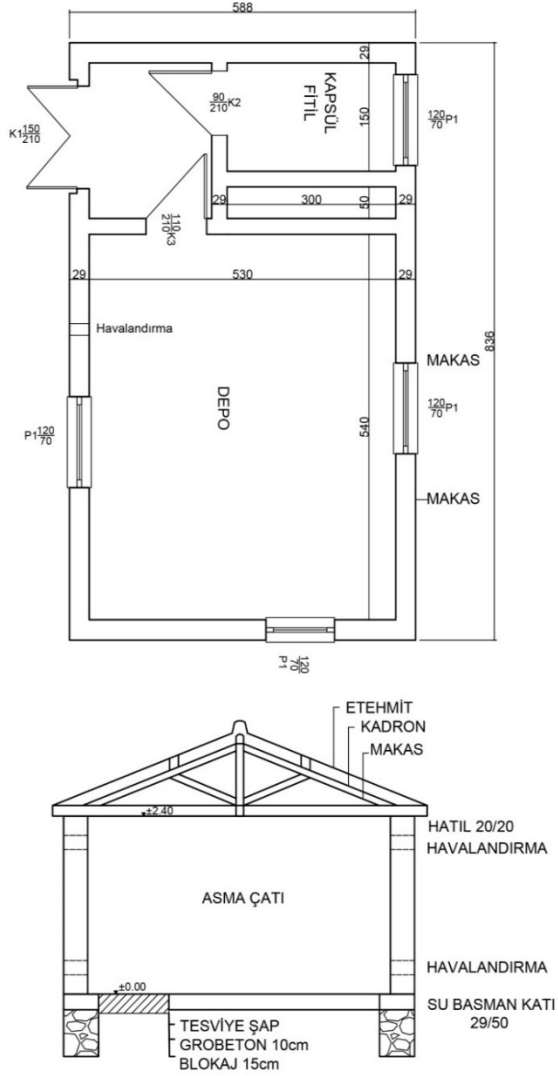 588
29
K1 150/210
90/210 K2
KAPSÜL
FİTİL
150
120/70 P1
29
300
50
110/210 K3
29
530
29
836
Havalandırma
MAKAS
120/70 P1
P1 120/70
DEPO
540
MAKAS
P1 120/70
ETEHMİT
KADRON
MAKAS
±2.40
HATIL 20/20
HAVALANDIRMA
ASMA ÇATI
HAVALANDIRMA
±0.00
SU BASMAN KATI
29/50
TESVİYE ŞAP
GROBETON 10cm
BLOKAJ 15cm